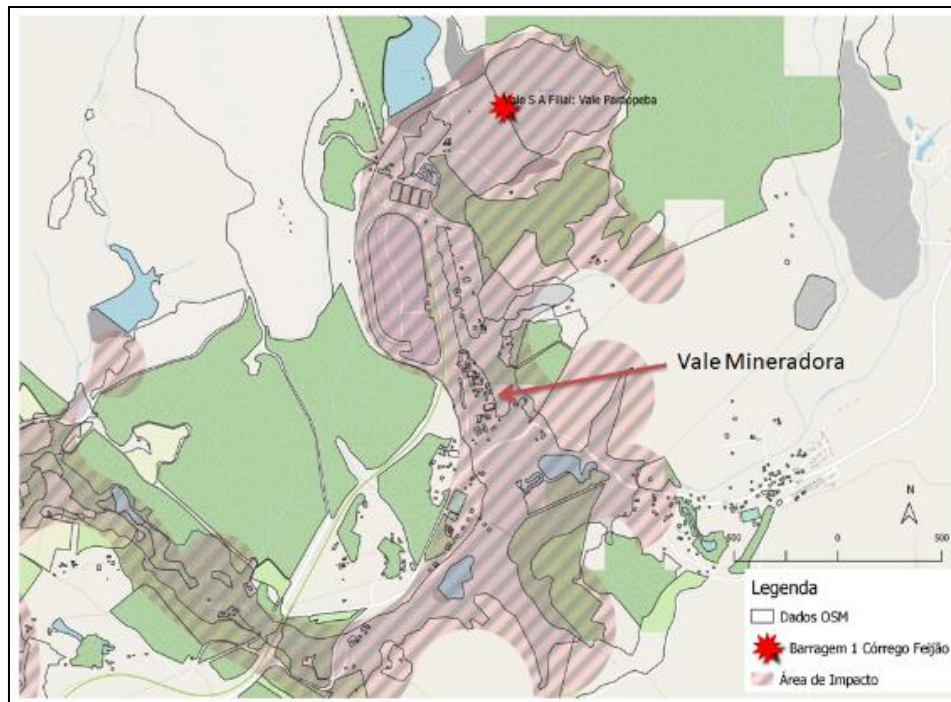 Vale S A Filial: Vale Paraopeba
Vale Mineradora
N
500 0 500
Legenda
Dados OSM
Barragem 1 Córrego Feijão
Área de Impacto